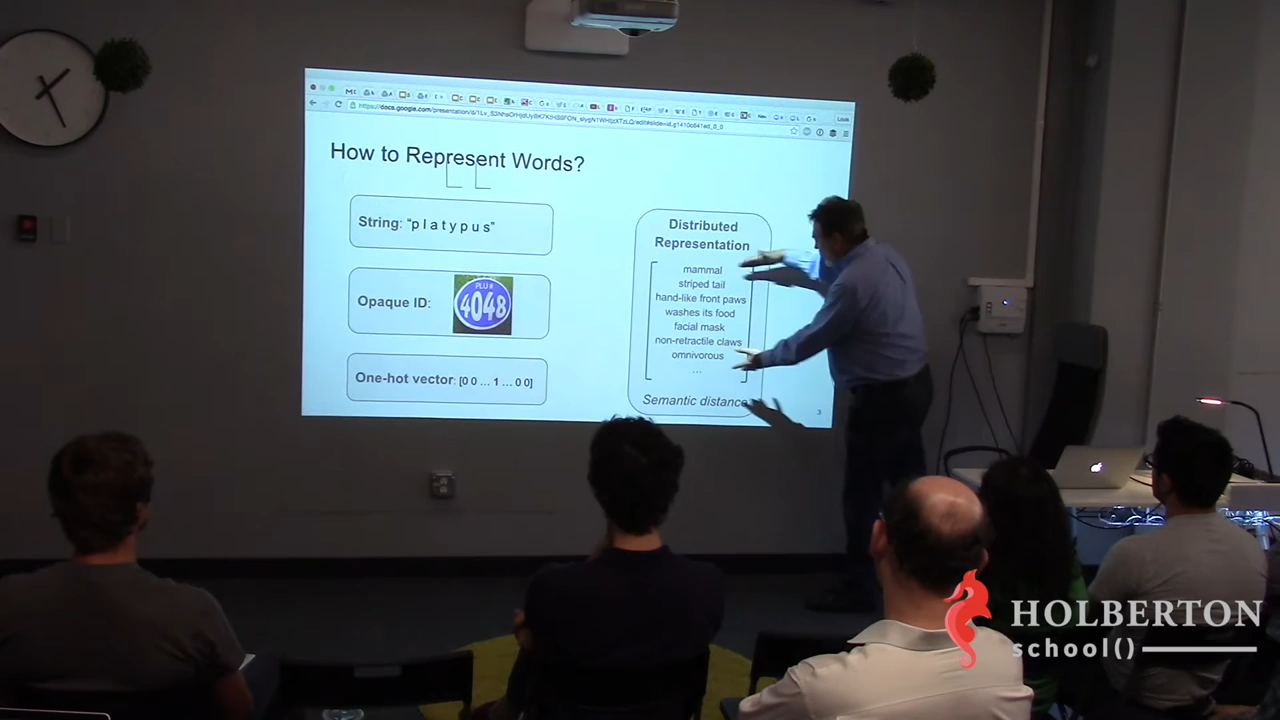 How to Represent Words?
String: "p l a t y p u s"
Opaque ID:
PLU #
4048
One-hot vector: [0 0 ... 1 ... 0 0]
Distributed
Representation
mammal
striped tail
hand-like front paws
washes its food
facial mask
non-retractile claws
omnivorous
...
Semantic distance
3
HOLBERTON
school()